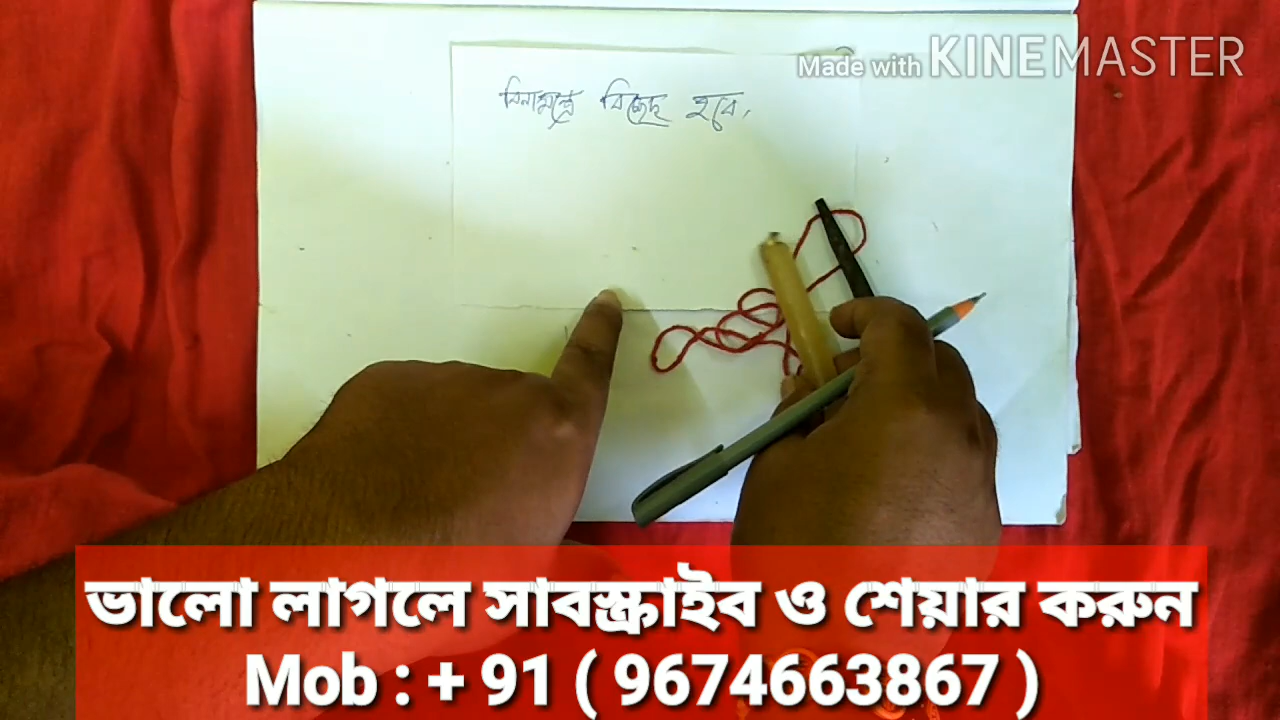 Made with KINEMASTER
বিনামন্ত্রে বিচ্ছেদ হবে,
ভালো লাগলে সাবস্ক্রাইব ও শেয়ার করুন
Mob : + 91 ( 9674663867 )